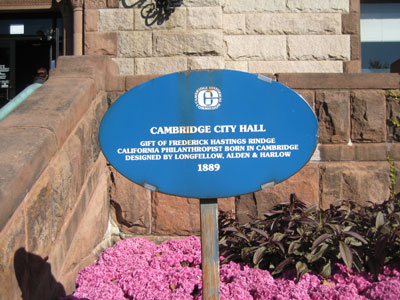 CAMBRIDGE CITY HALL
GIFT OF FREDERICK HASTINGS RINDGE
CALIFORNIA PHILANTHROPIST BORN IN CAMBRIDGE
DESIGNED BY LONGFELLOW, ALDEN & HARLOW
1889